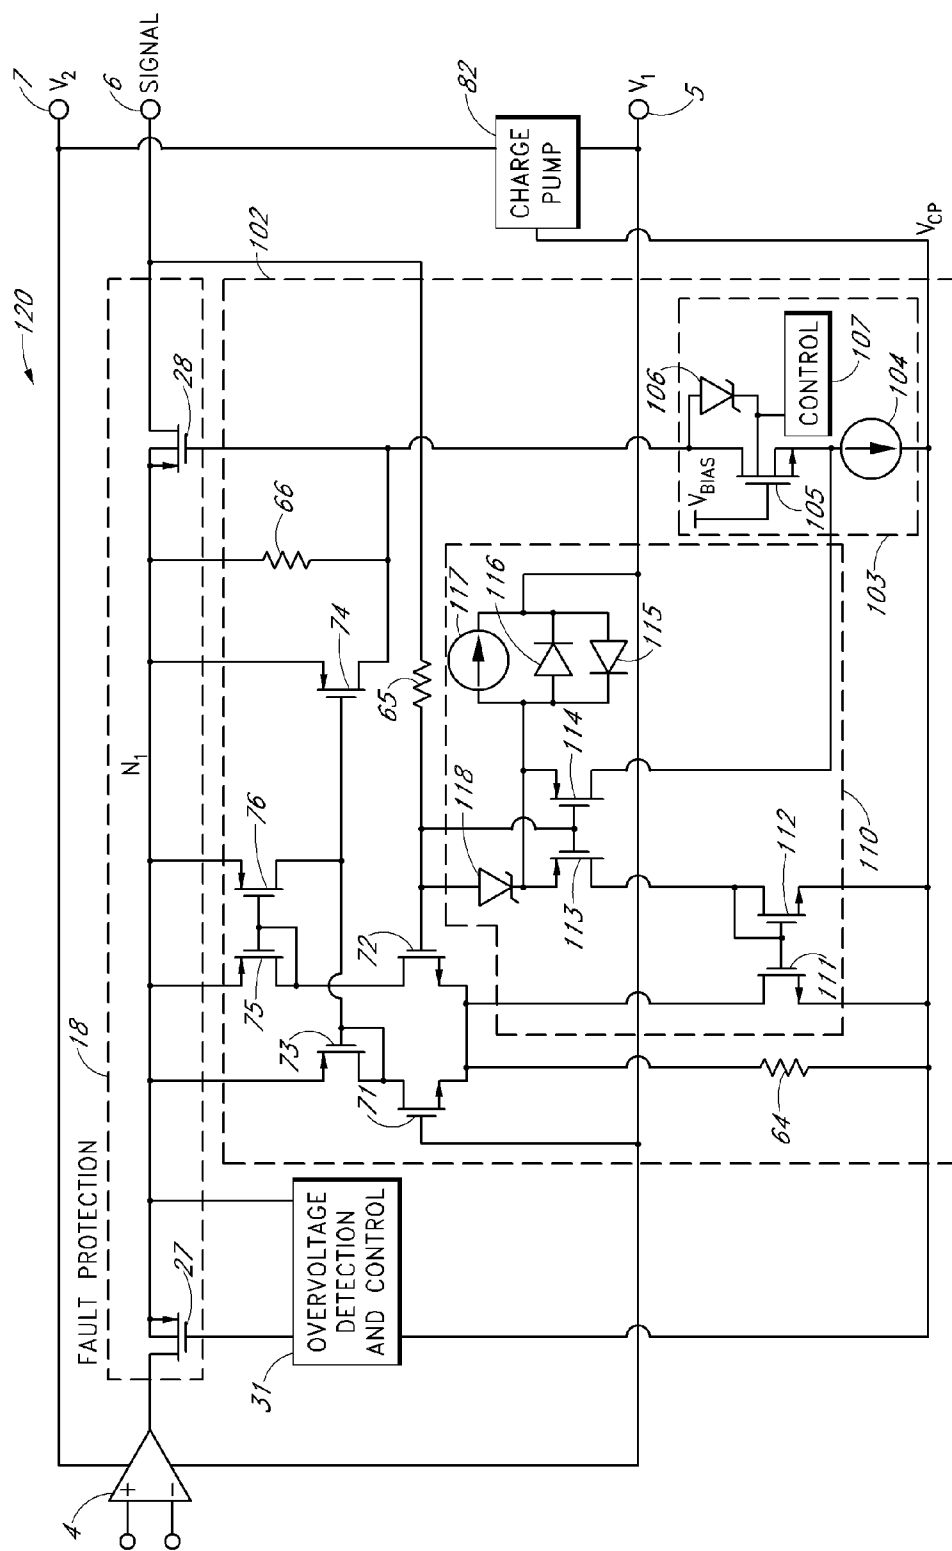 120
7
V2
6
SIGNAL
82
CHARGE
PUMP
V1
5
VCP
102
18
FAULT PROTECTION
N1
28
27
66
76
75
74
73
72
71
65
64
31
OVERVOLTAGE
DETECTION
AND CONTROL
4
+
−
118
117
116
115
114
113
112
111
110
106
CONTROL
107
104
VBIAS
105
103